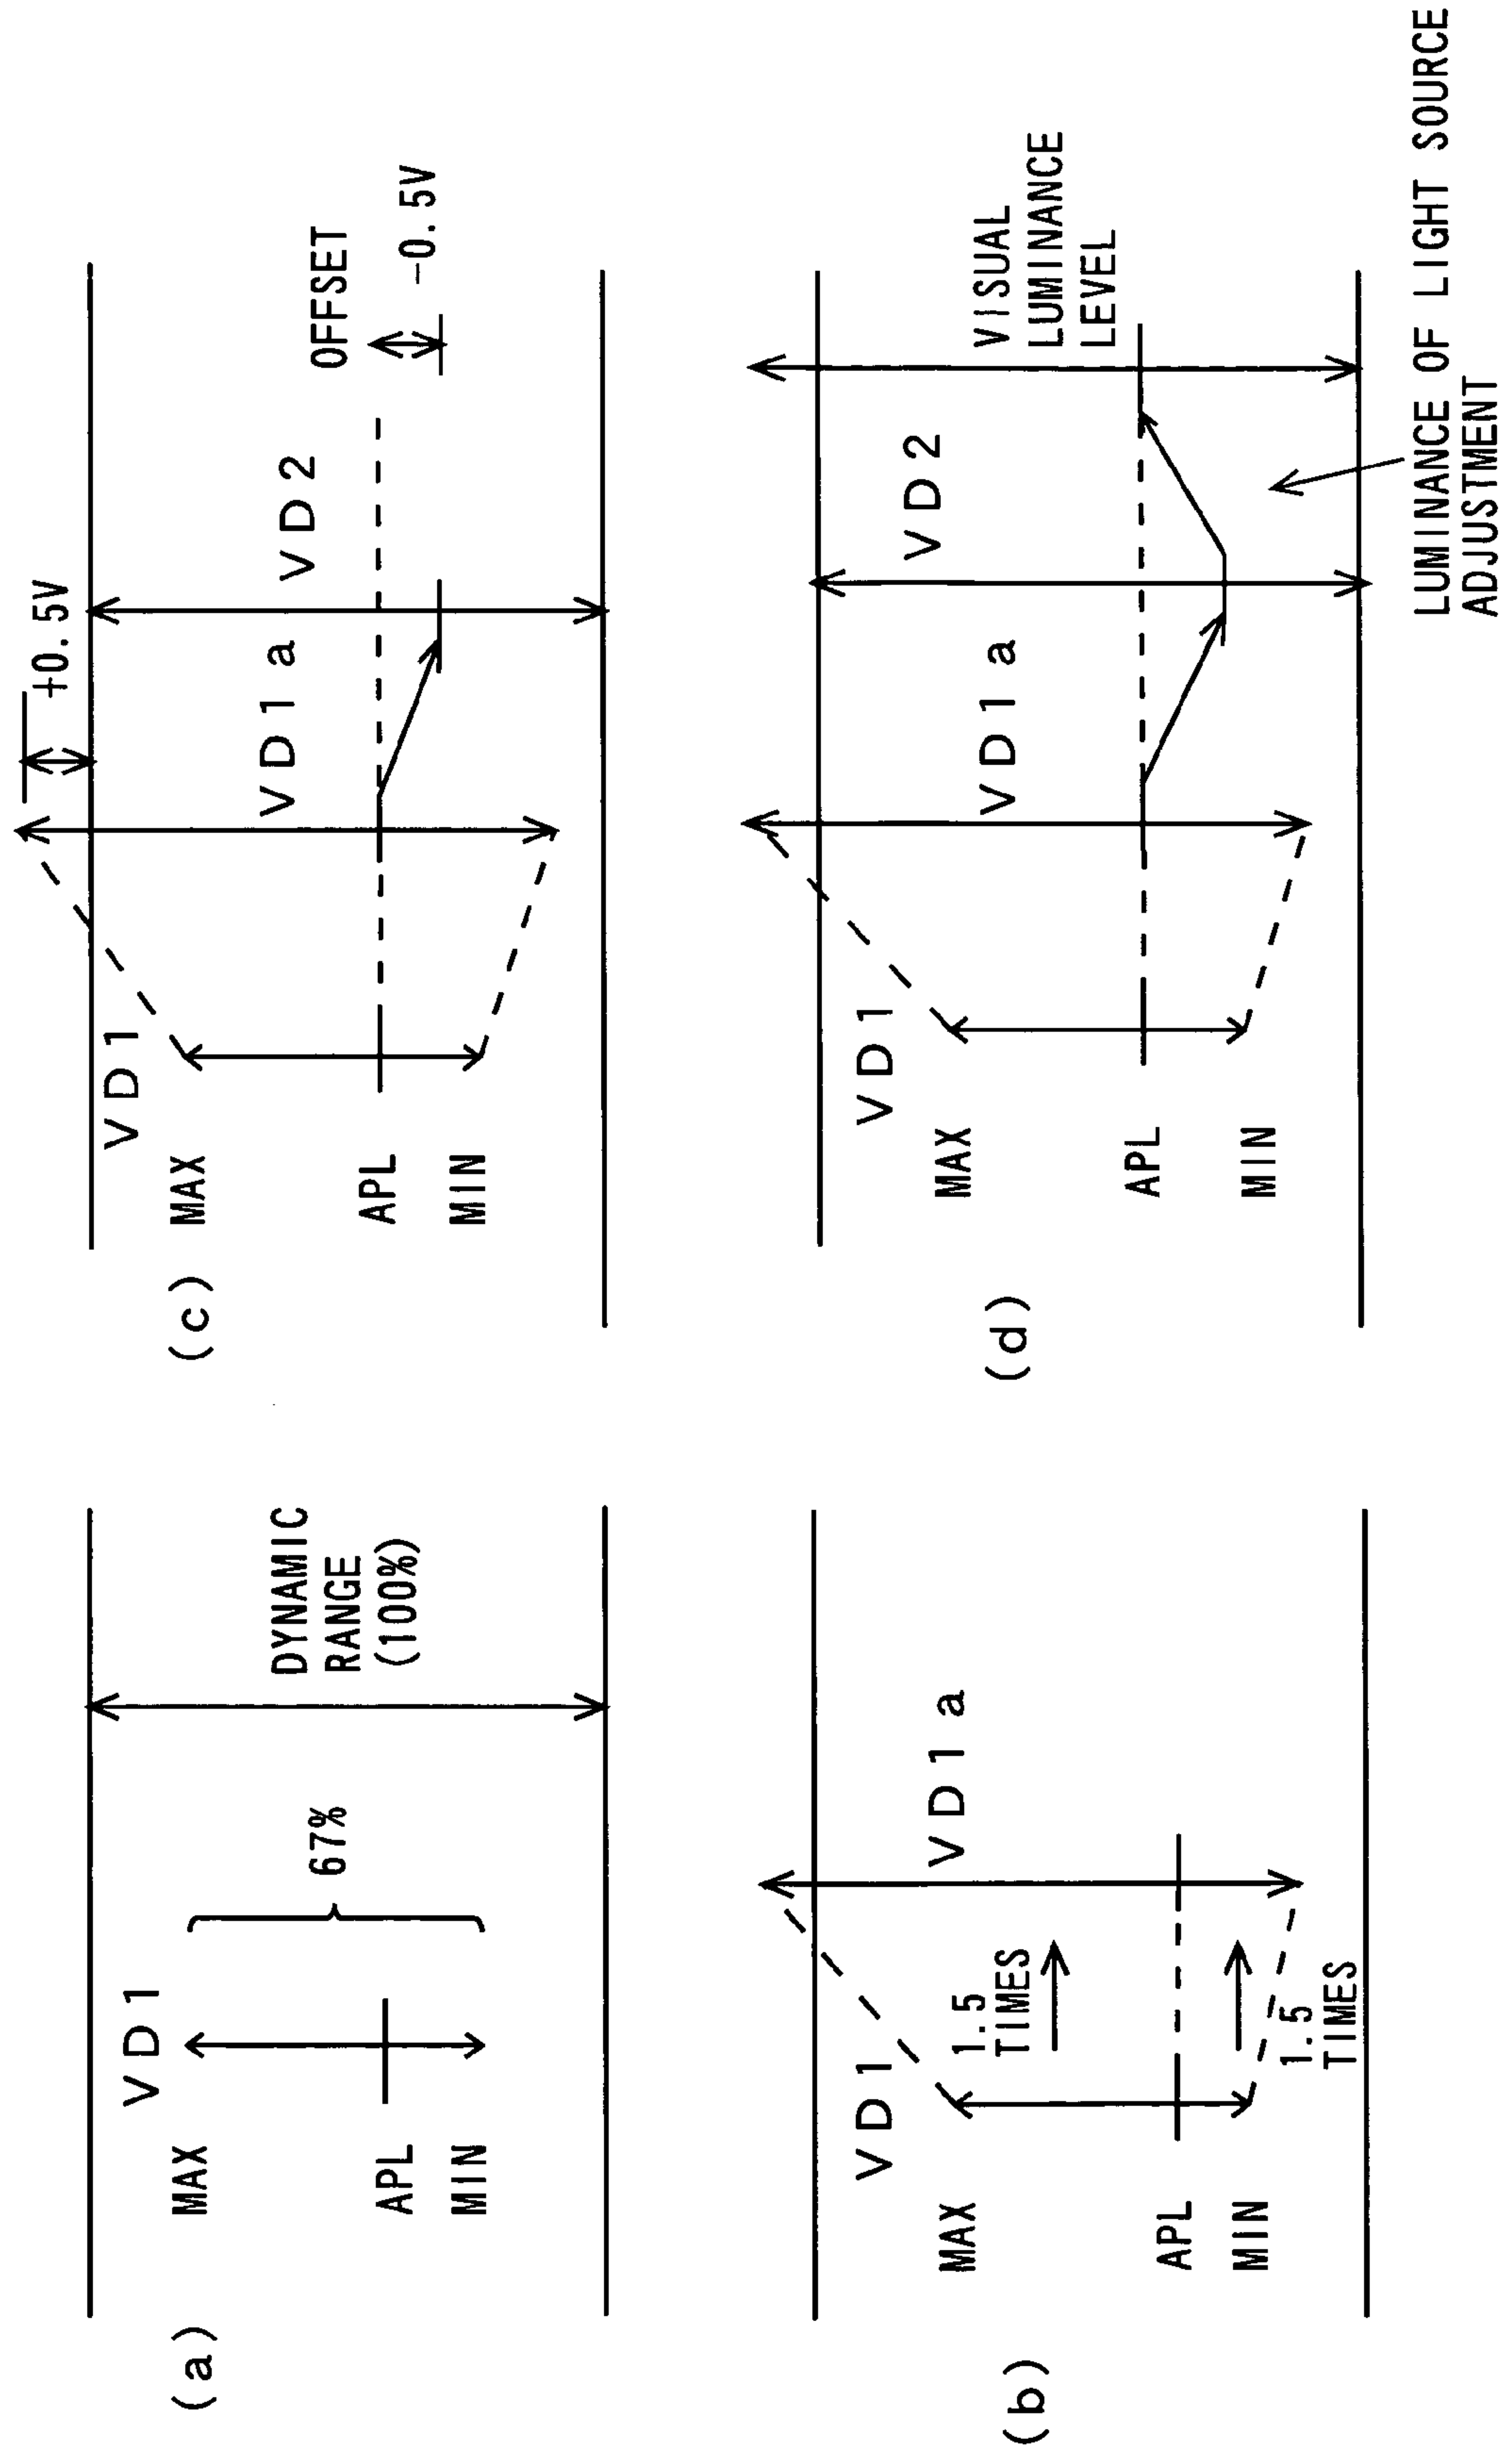 (a)
VD1
MAX
APL
MIN
67%
DYNAMIC
RANGE
(100%)
(b)
VD1
MAX
APL
MIN
1.5
TIMES
1.5
TIMES
VD1a
(c)
VD1
MAX
APL
MIN
+0.5V
VD1a
VD2
OFFSET
-0.5V
(d)
VD1
MAX
APL
MIN
VD1a
VD2
VISUAL
LUMINANCE
LEVEL
LUMINANCE OF LIGHT SOURCE
ADJUSTMENT